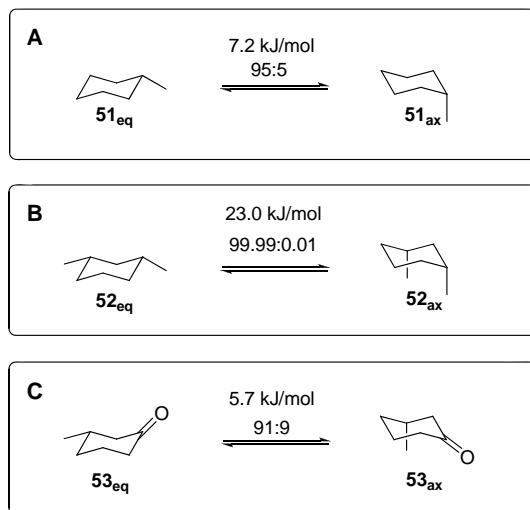 A
7.2 kJ/mol
95:5
51eq
51ax
B
23.0 kJ/mol
99.99:0.01
52eq
52ax
C
O
5.7 kJ/mol
91:9
O
53eq
53ax